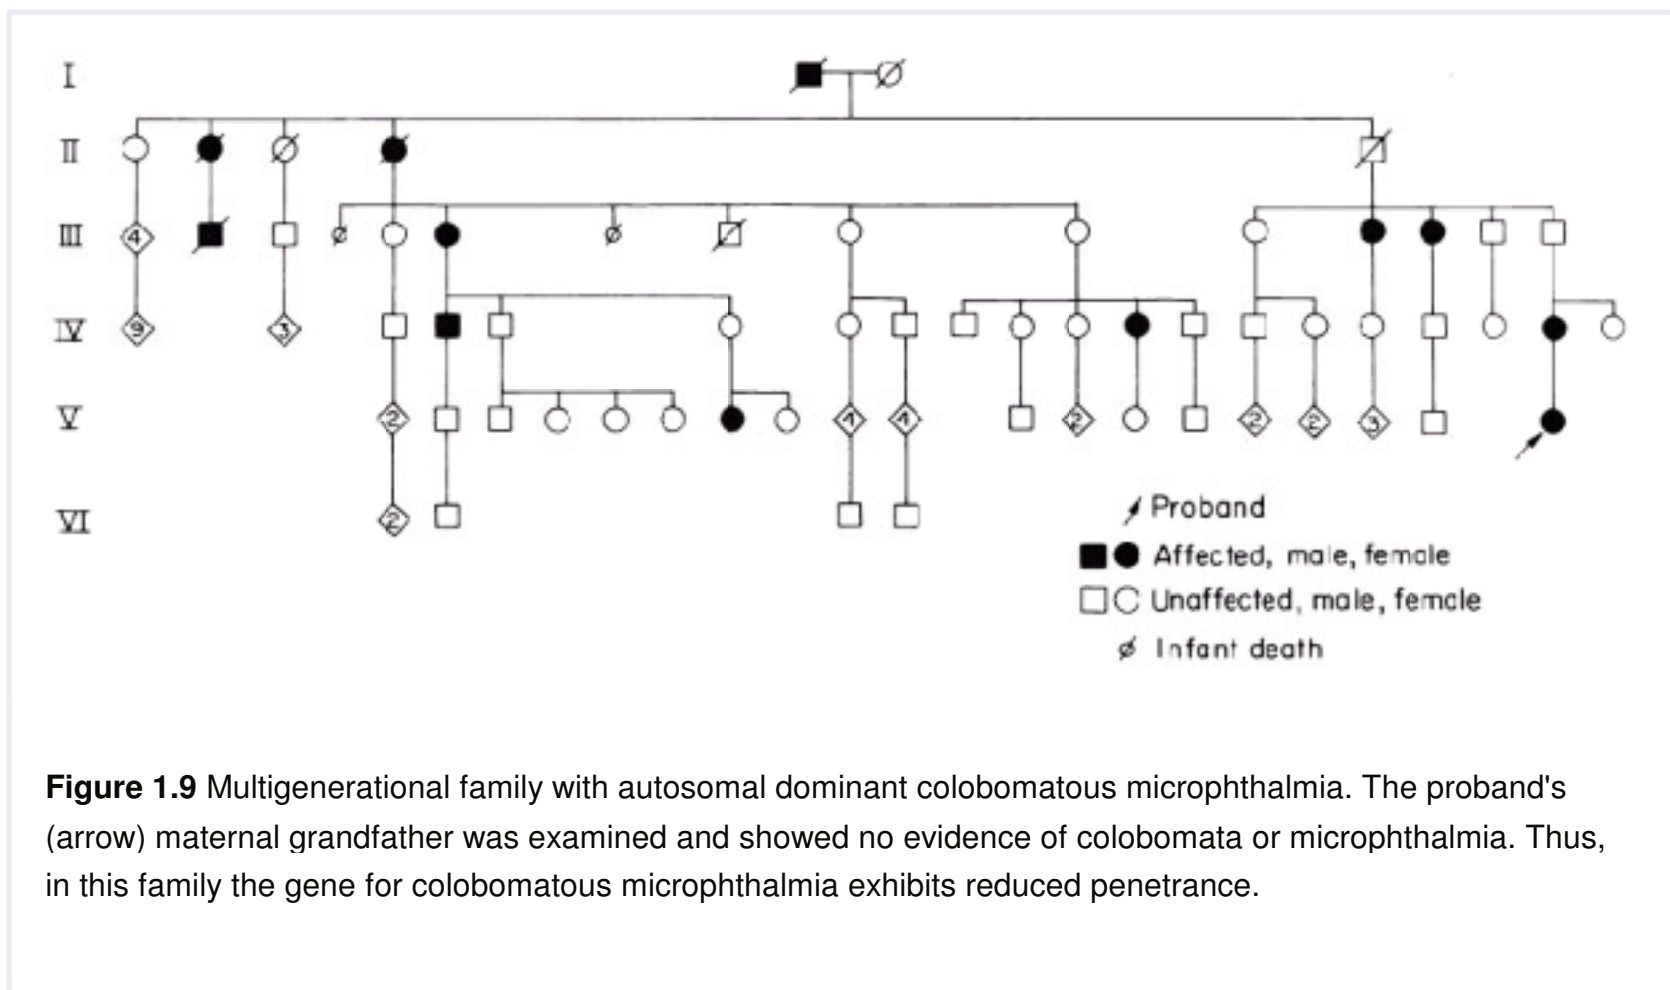 I
II
III
4
IV
9
3
V
2
4
4
2
2
2
3
VI
2
Proband
Affected, male, female
Unaffected, male, female
Infant death
Figure 1.9 Multigenerational family with autosomal dominant colobomatous microphthalmia. The proband's
(arrow) maternal grandfather was examined and showed no evidence of colobomata or microphthalmia. Thus,
in this family the gene for colobomatous microphthalmia exhibits reduced penetrance.